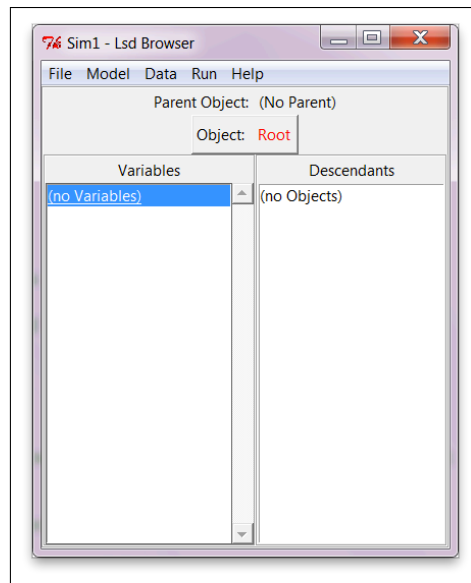 Sim1 - Lsd Browser
File Model Data Run Help
Parent Object: (No Parent)
Object: Root
Variables Descendants
(no Variables) (no Objects)